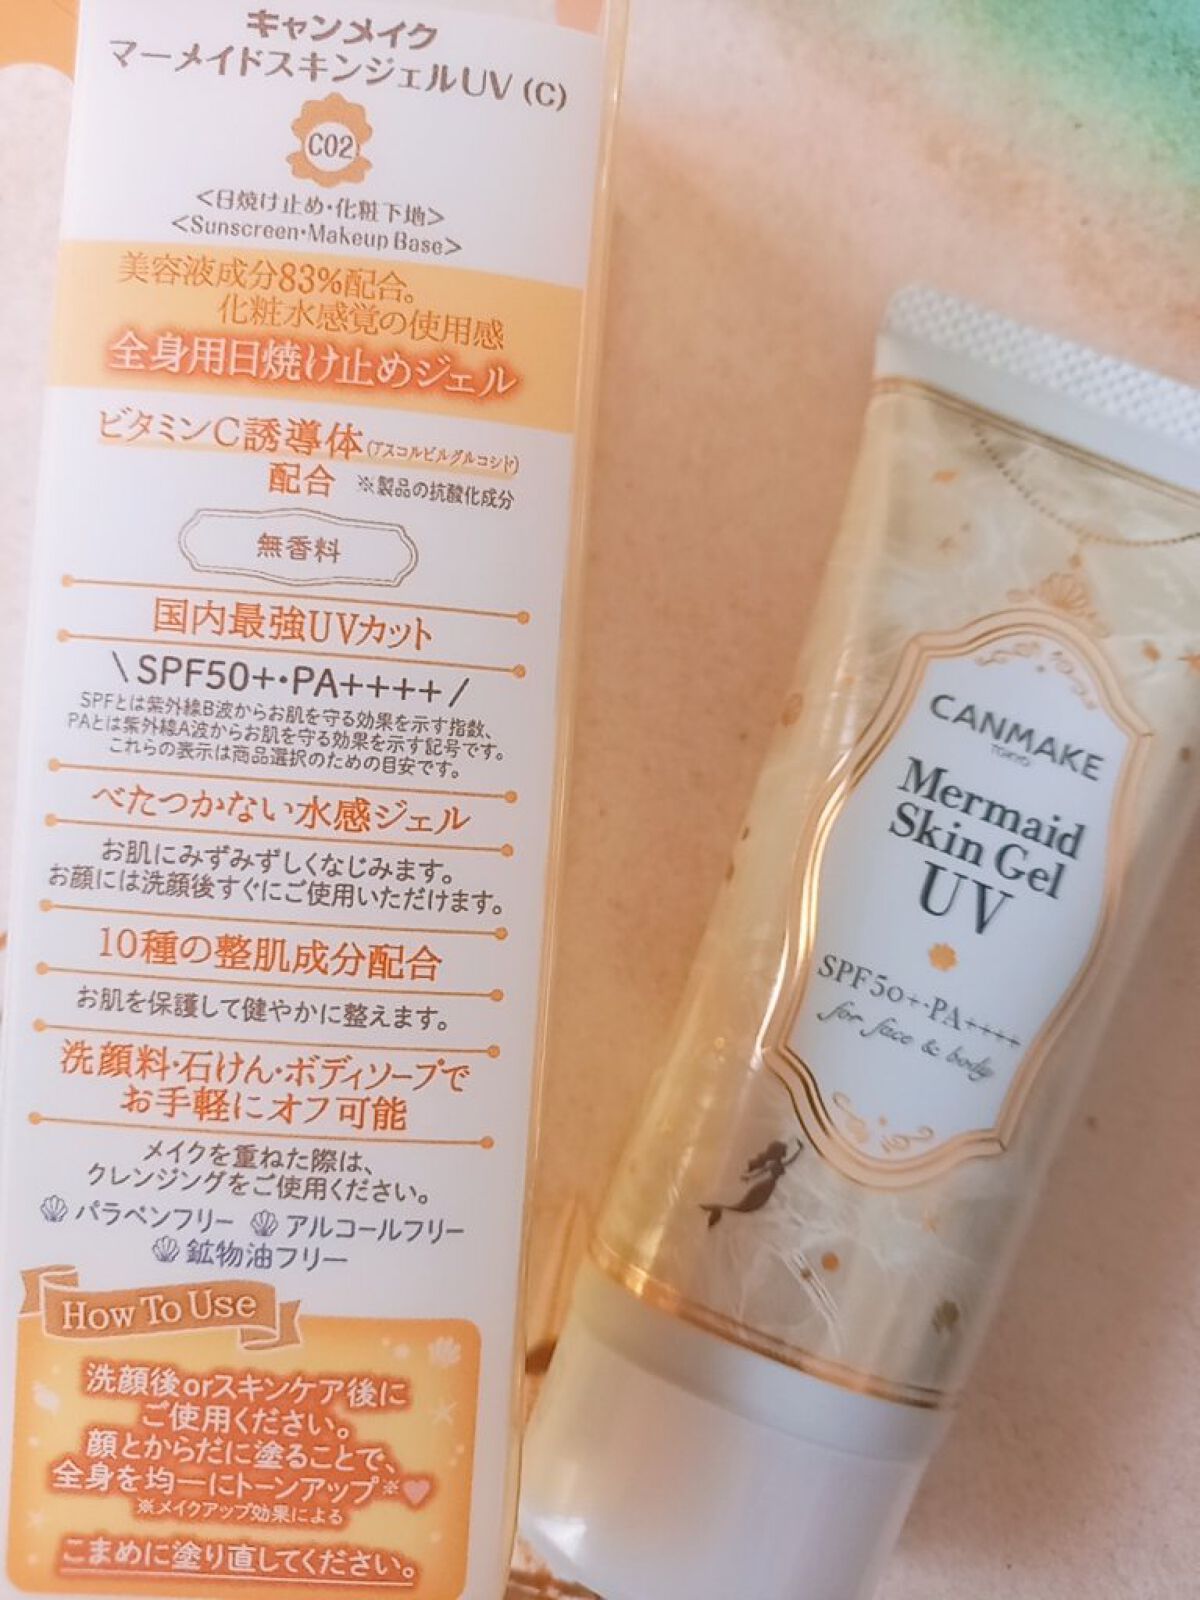 キャンメイク
マーメイドスキンジェルUV (C)
C02
<日焼け止め・化粧下地>
<Sunscreen・Makeup Base>
美容液成分83%配合。
化粧水感覚の使用感
全身用日焼け止めジェル
ビタミンC誘導体(アスコルビルグルコシド)
配合 ※製品の抗酸化成分
無香料
国内最強UVカット
\ SPF50+・PA++++ /
SPFとは紫外線B波からお肌を守る効果を示す指数、
PAとは紫外線A波からお肌を守る効果を示す記号です。
これらの表示は商品選択のための目安です。
べたつかない水感ジェル
お肌にみずみずしくなじみます。
お顔には洗顔後すぐにご使用いただけます。
10種の整肌成分配合
お肌を保護して健やかに整えます。
洗顔料・石けん・ボディソープで
お手軽にオフ可能
メイクを重ねた際は、
クレンジングをご使用ください。
パラベンフリー アルコールフリー
鉱物油フリー
How To Use
洗顔後orスキンケア後に
ご使用ください。
顔とからだに塗ることで、
全身を均一にトーンアップ※♥
※メイクアップ効果による
こまめに塗り直してください。
CANMAKE
TOKYO
Mermaid
Skin Gel
UV
SPF50+・PA++++
for face & body